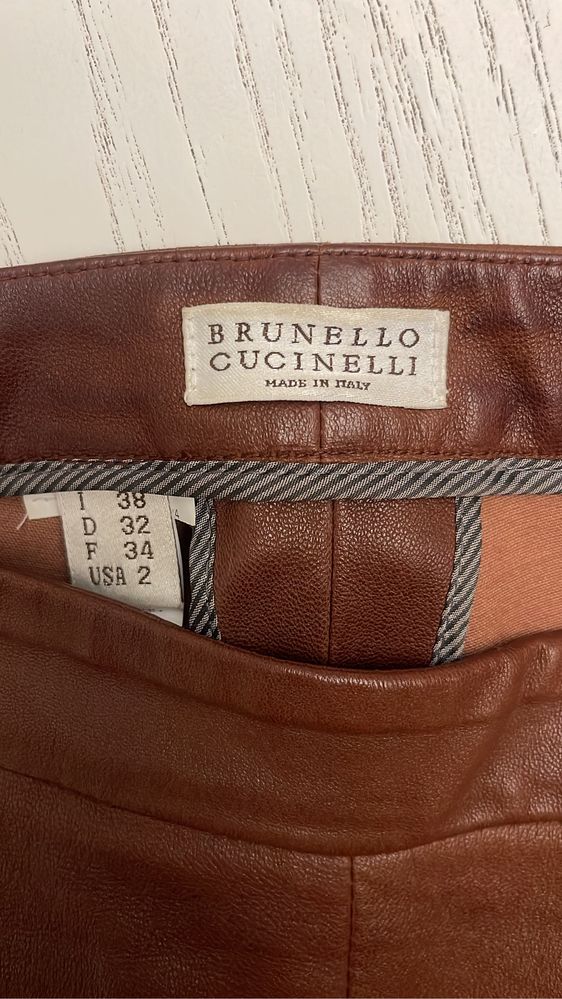 BRUNELLO
CUCINELLI
MADE IN ITALY
I 38
D 32
F 34
USA 2